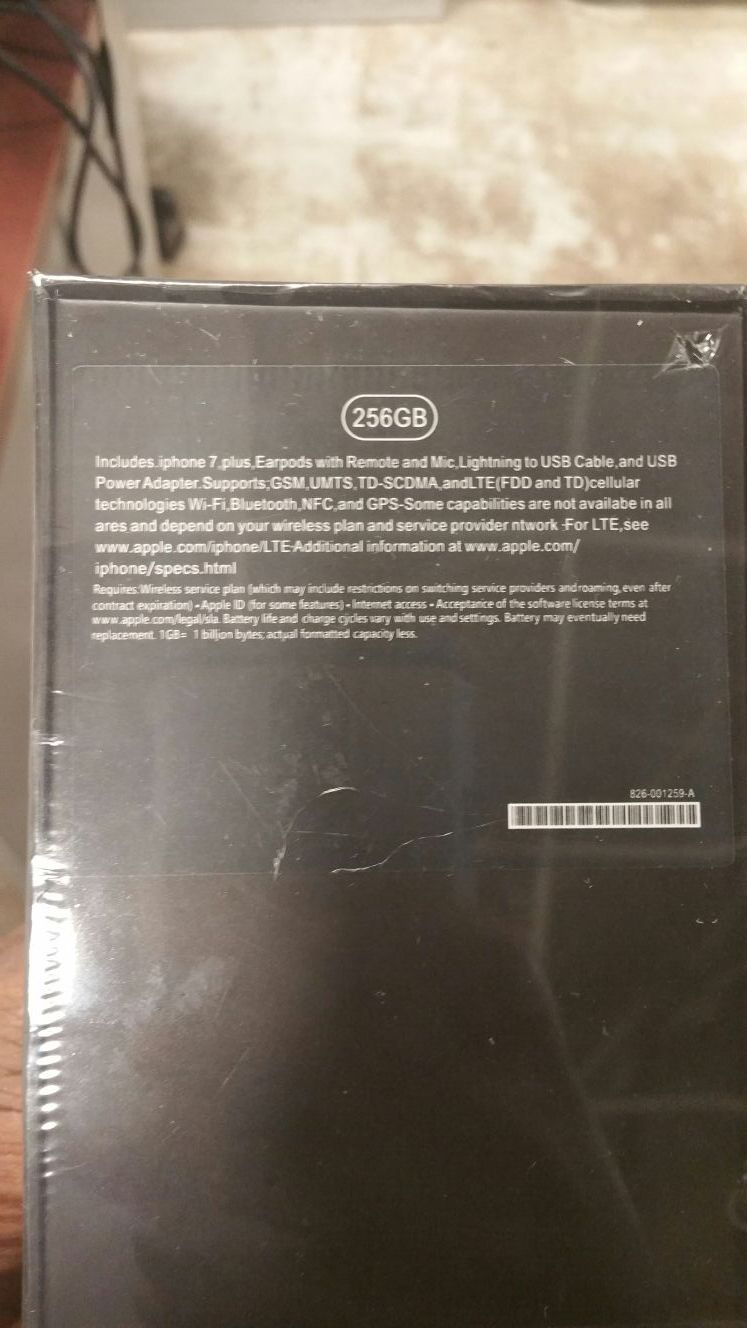 256GB
Includes.iphone 7,plus,Earpods with Remote and Mic,Lightning to USB Cable,and USB
Power Adapter.Supports;GSM,UMTS,TD-SCDMA,andLTE(FDD and TD)cellular
technologies Wi-Fi,Bluetooth,NFC,and GPS-Some capabilities are not availabe in all
ares and depend on your wireless plan and service provider ntwork -For LTE,see
www.apple.com/iphone/LTE-Additional information at www.apple.com/
iphone/specs.html
Requires:Wireless service plan (which may include restrictions on switching service providers and roaming, even after
contract expiration) - Apple ID (for some features) - Internet access - Acceptance of the software license terms at
www.apple.com/legal/sla. Battery life and charge cycles vary with use and settings. Battery may eventually need
replacement. 1GB= 1 billion bytes; actual formatted capacity less.
826-001259-A